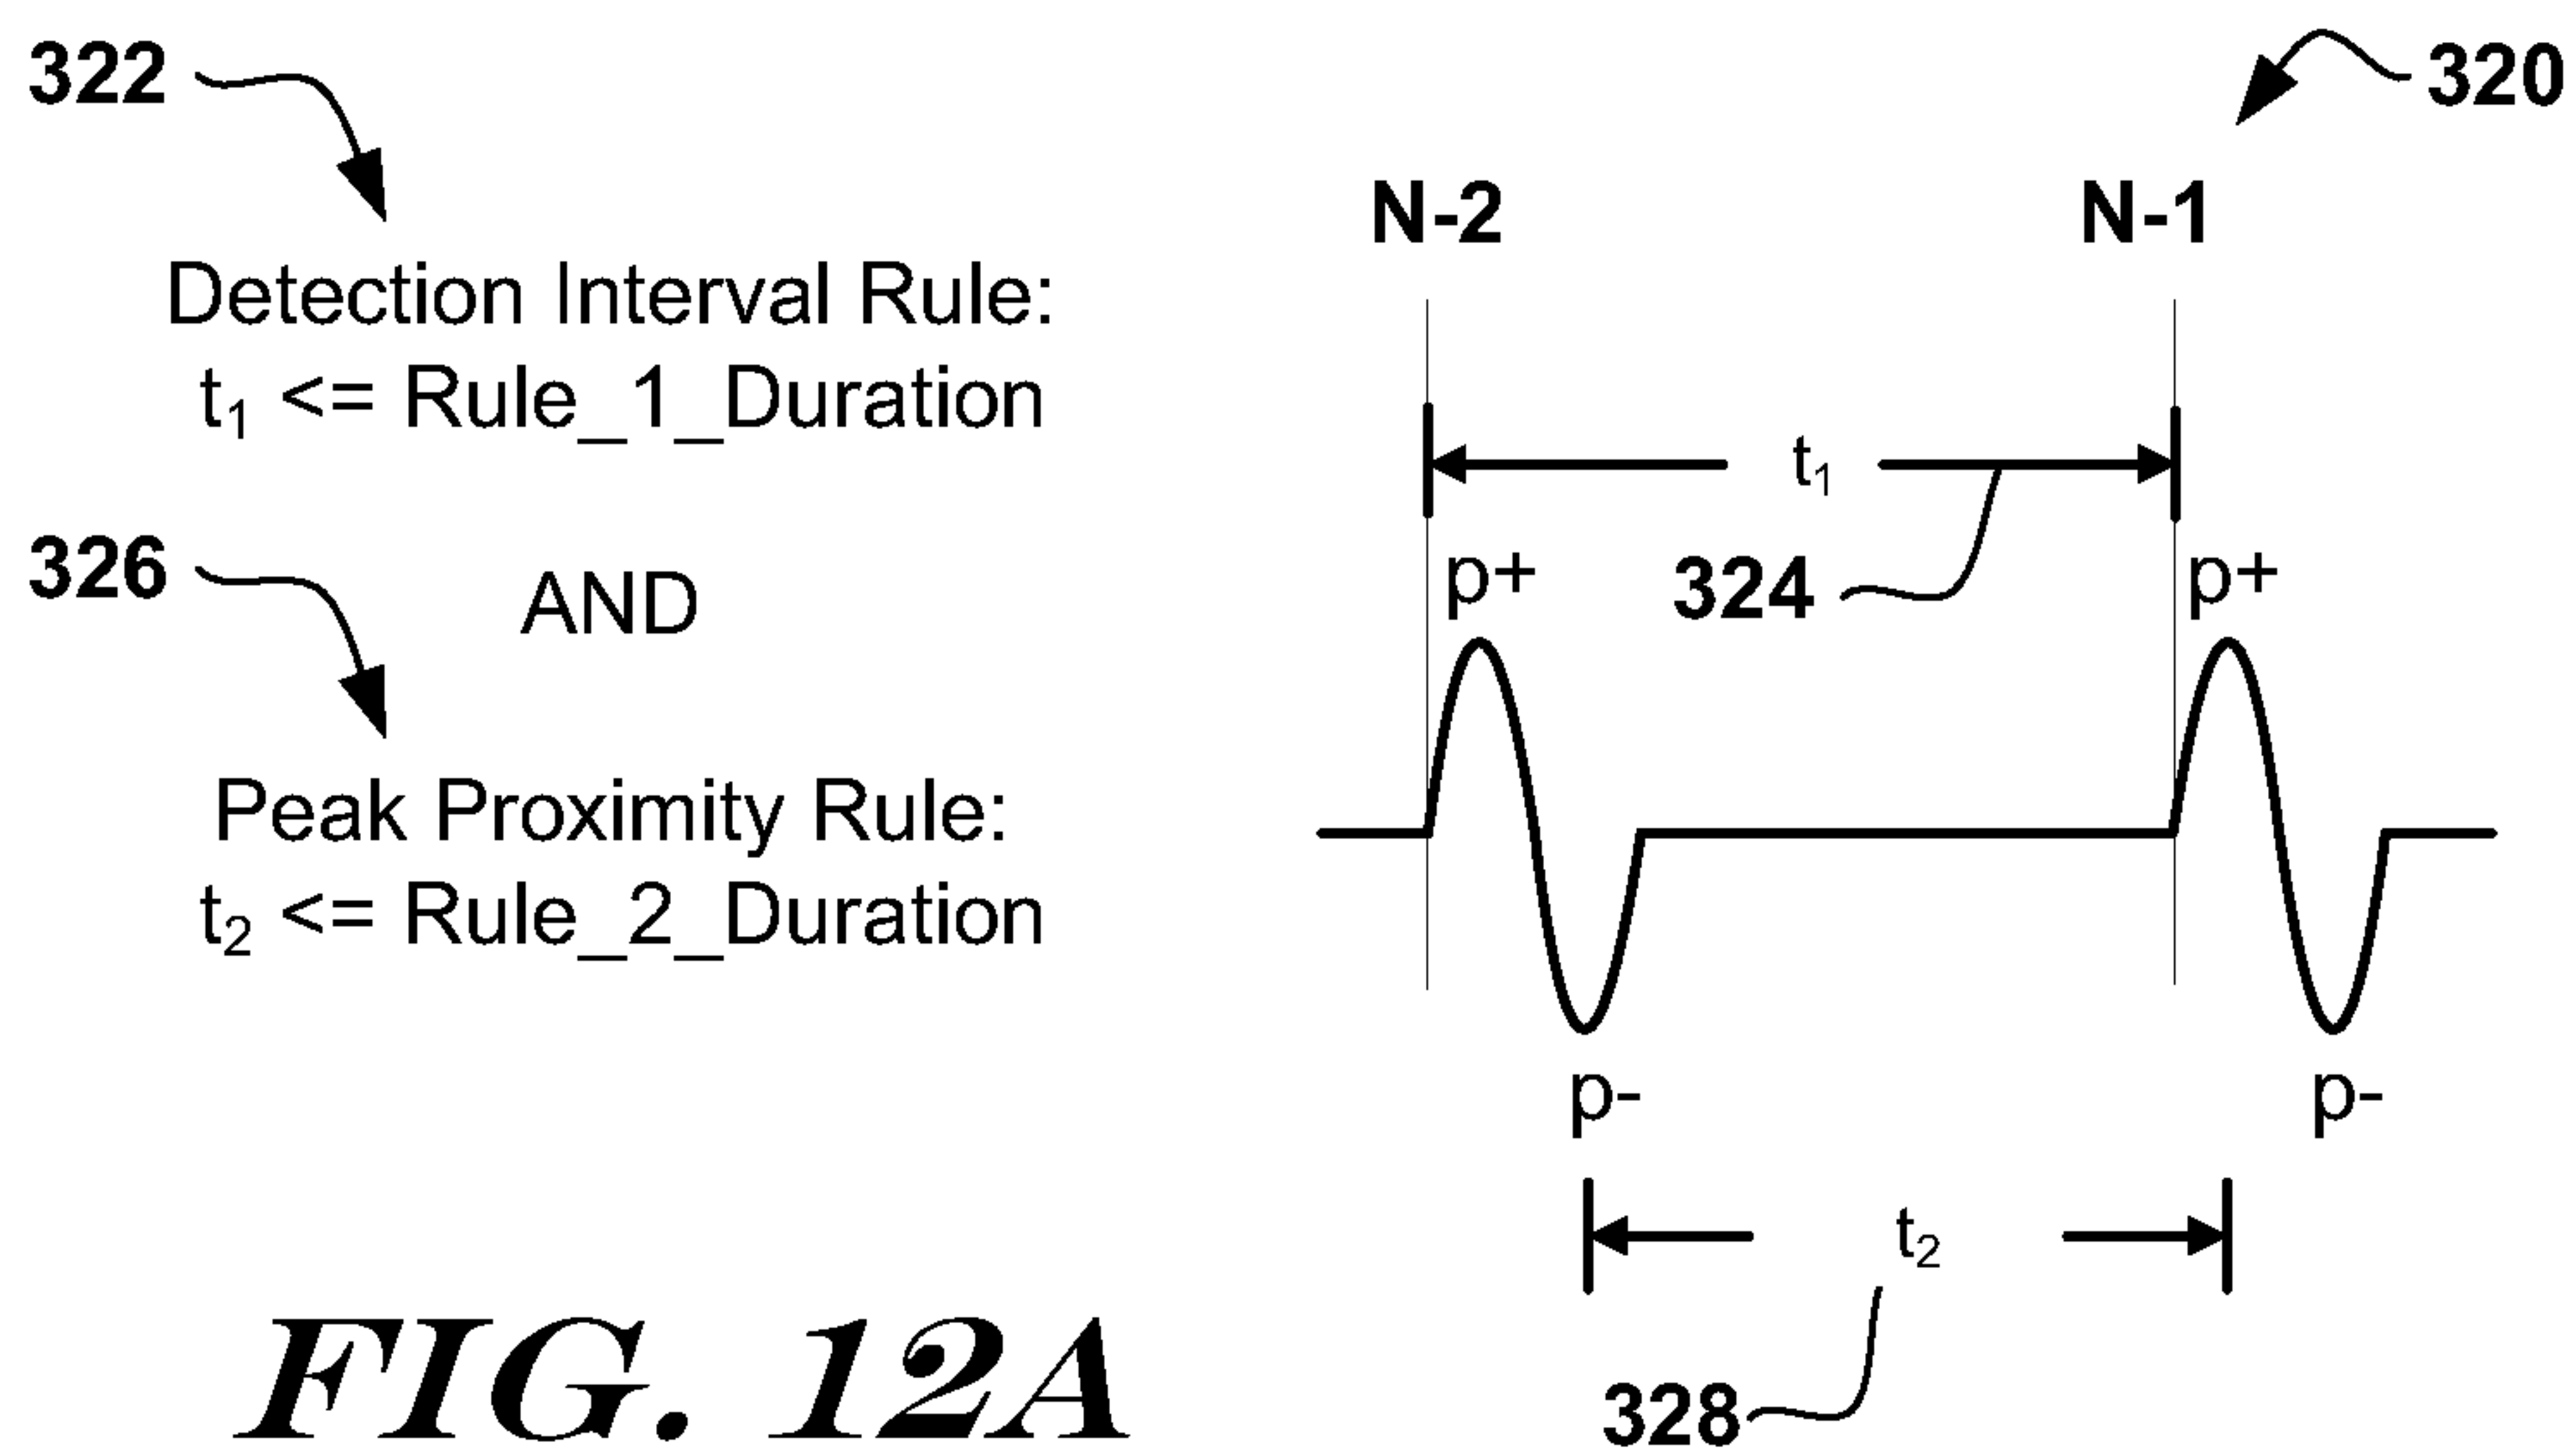 322
320
N-2
N-1
Detection Interval Rule:
t₁ <= Rule_1_Duration
t₁
326
AND
p+
324
p+
Peak Proximity Rule:
t₂ <= Rule_2_Duration
p-
p-
t₂
328
FIG. 12A